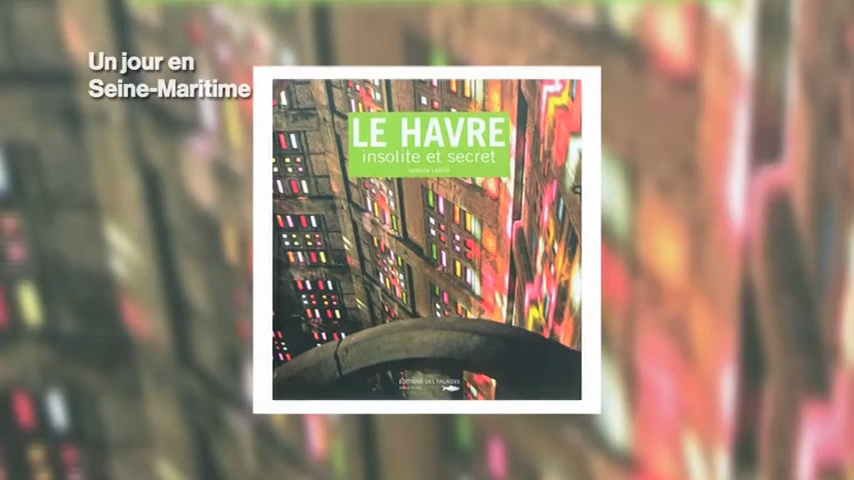 Un jour en
Seine-Maritime
LE HAVRE
insolite et secret
ÉDITIONS DES FALAISES